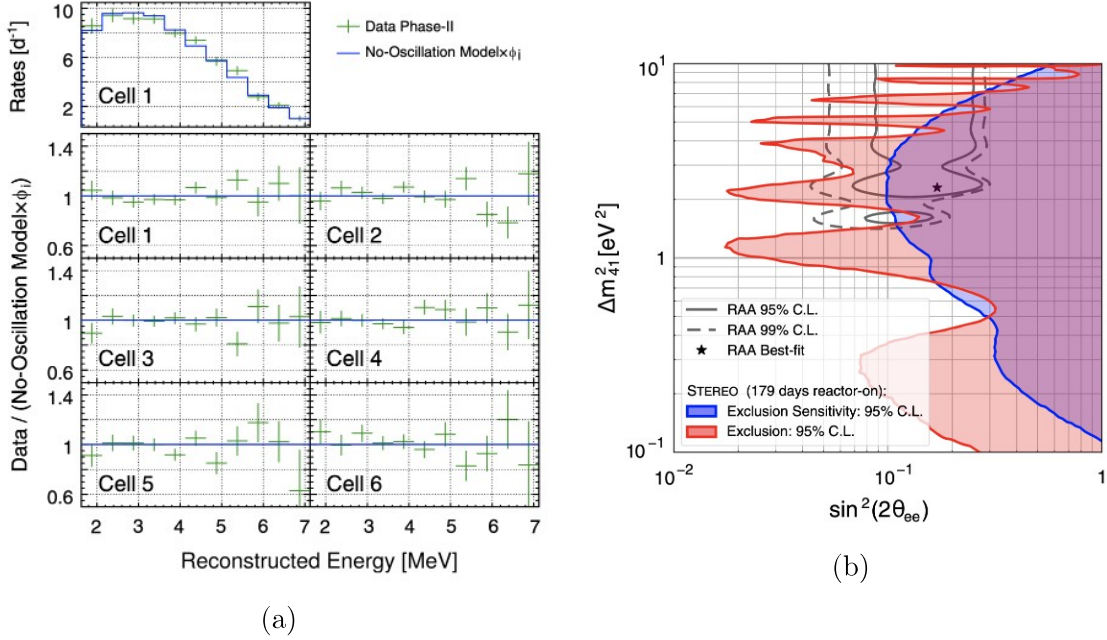 10
6
2
Rates [d⁻¹]
Data Phase-II
No-Oscillation Model×ϕᵢ
Cell 1
Data / (No-Oscillation Model×ϕᵢ)
1.4
1
0.6
Cell 1
Cell 2
1.4
1
0.6
Cell 3
Cell 4
1.4
1
0.6
Cell 5
Cell 6
2 3 4 5 6 7 2 3 4 5 6 7
Reconstructed Energy [MeV]
(a)
10¹
1
10⁻¹
Δm²₄₁[eV²]
RAA 95% C.L.
RAA 99% C.L.
RAA Best-fit
STEREO (179 days reactor-on):
Exclusion Sensitivity: 95% C.L.
Exclusion: 95% C.L.
10⁻² 10⁻¹ 1
sin²(2θₑₑ)
(b)